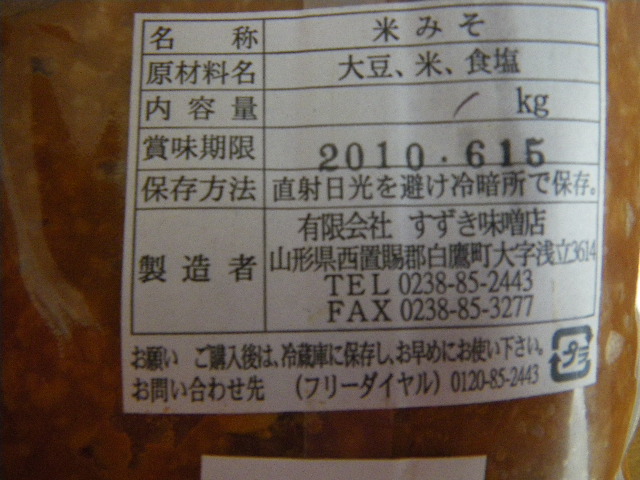 名称 米みそ
原材料名 大豆、米、食塩
内容量 1kg
賞味期限 2010.615
保存方法 直射日光を避け冷暗所で保存。
製造者 有限会社 すずき味噌店
山形県西置賜郡白鷹町大字浅立3614
TEL 0238-85-2443
FAX 0238-85-3277
お願い ご購入後は、冷蔵庫に保存し、お早めにお使い下さい。
お問い合わせ先 (フリーダイヤル) 0120-85-2443
プラ